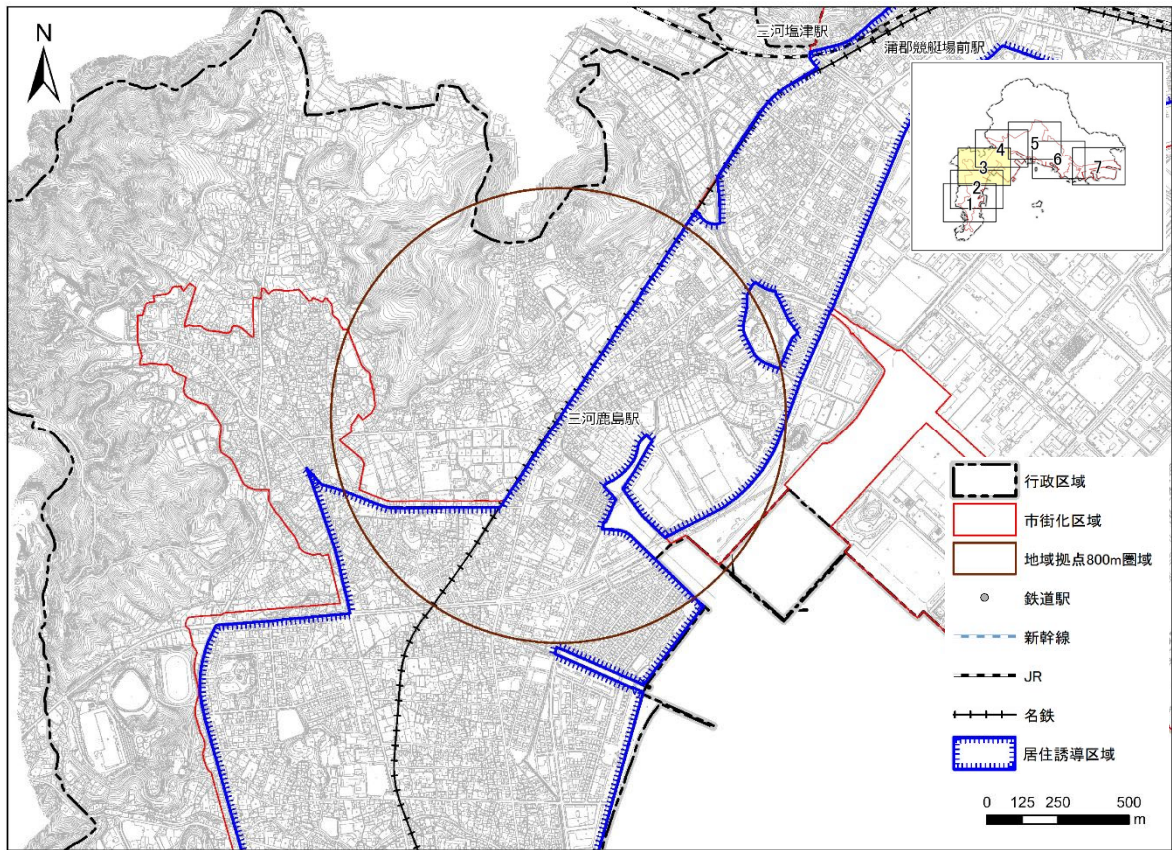 N
三河塩津駅
蒲郡競艇場前駅
4
5
6
7
3
2
1
三河鹿島駅
行政区域
市街化区域
地域拠点800m圏域
鉄道駅
新幹線
JR
名鉄
居住誘導区域
0 125 250 500
m